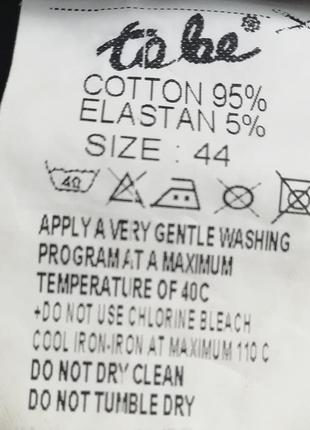 to be
COTTON 95%
ELASTAN 5%
SIZE : 44
40
APPLY A VERY GENTLE WASHING
PROGRAM AT A MAXIMUM
TEMPERATURE OF 40C
+DO NOT USE CHLORINE BLEACH
COOL IRON-IRON AT MAXIMUM 110 C
DO NOT DRY CLEAN
DO NOT TUMBLE DRY